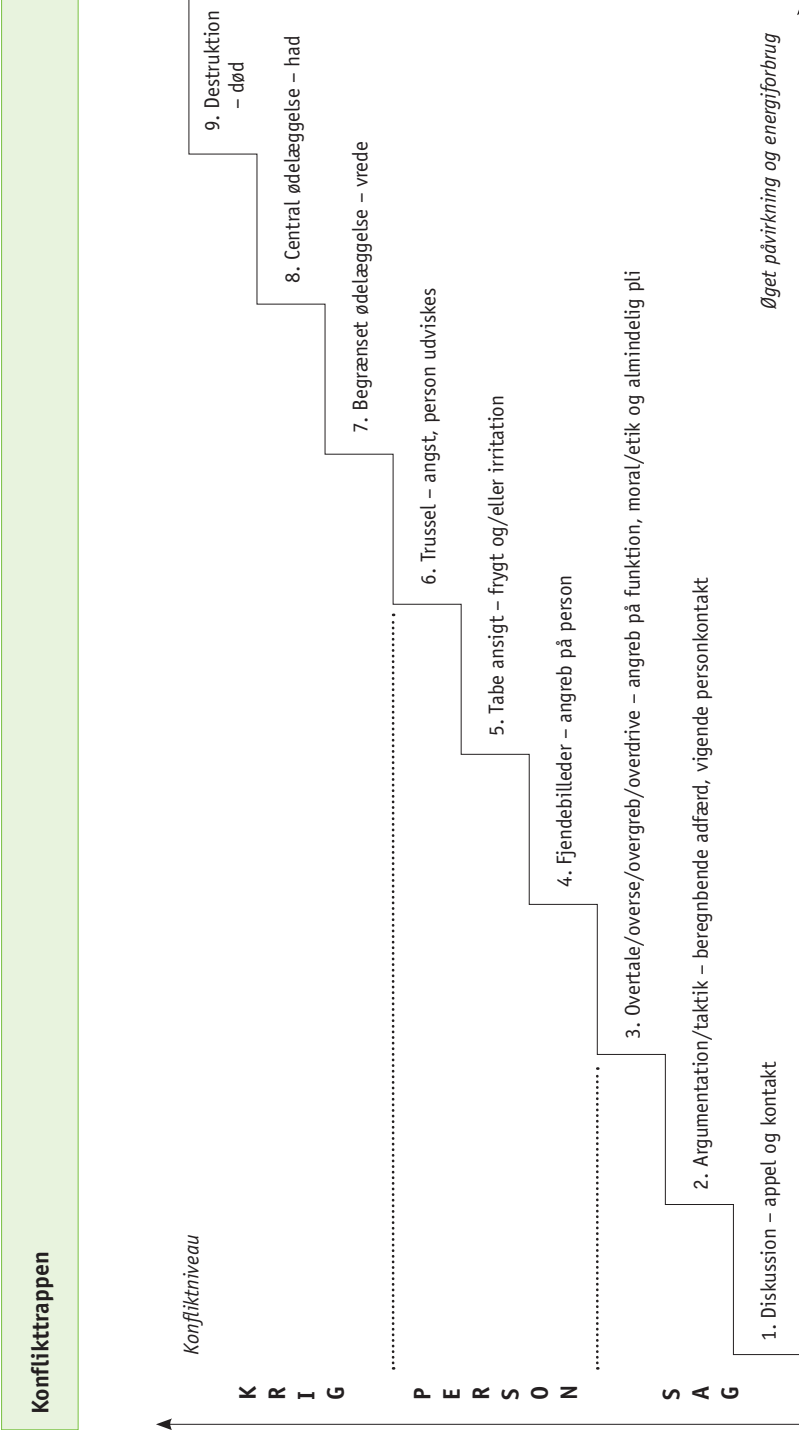 Konflikttrappen
Konfliktniveau
KRIG
PERSON
SAG
9. Destruktion
– død
8. Central ødelæggelse – had
7. Begrænset ødelæggelse – vrede
6. Trussel – angst, person udviskes
5. Tabe ansigt – frygt og/eller irritation
4. Fjendebilleder – angreb på person
3. Overtale/overse/overgreb/overdrive – angreb på funktion, moral/etik og almindelig pli
2. Argumentation/taktik – beregnbende adfærd, vigende personkontakt
1. Diskussion – appel og kontakt
Øget påvirkning og energiforbrug